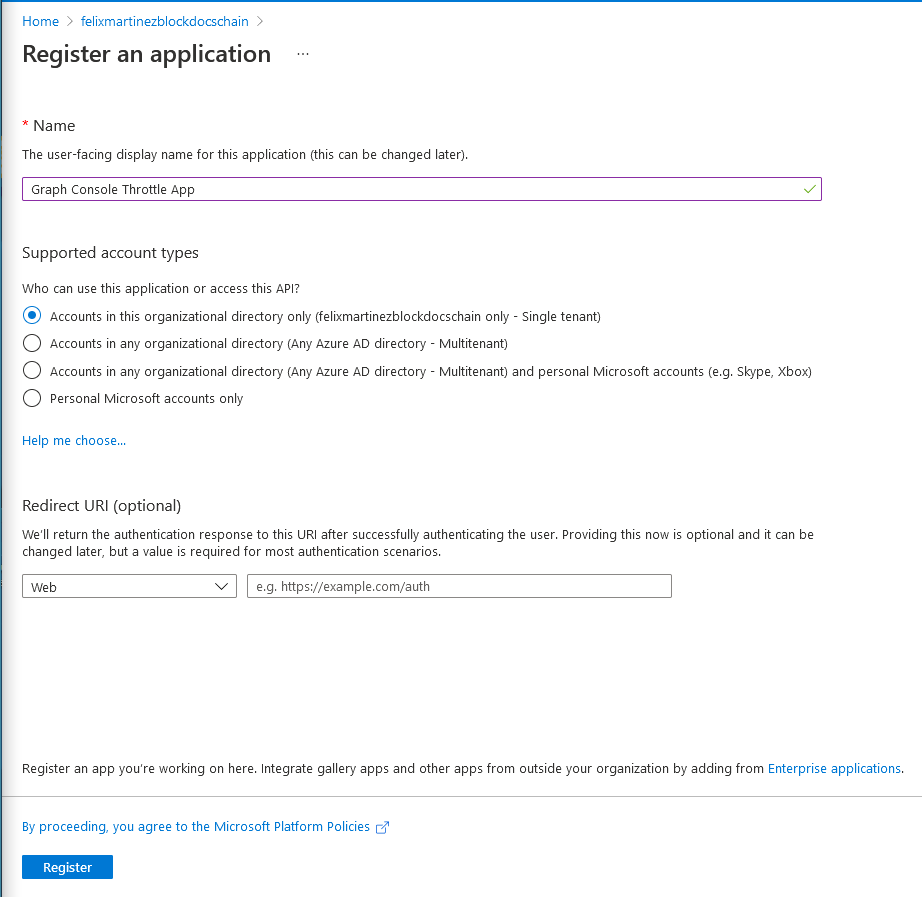 Home > felixmartinezblockdocschain >
Register an application ...
* Name
The user-facing display name for this application (this can be changed later).
Graph Console Throttle App
Supported account types
Who can use this application or access this API?
Accounts in this organizational directory only (felixmartinezblockdocschain only - Single tenant)
Accounts in any organizational directory (Any Azure AD directory - Multitenant)
Accounts in any organizational directory (Any Azure AD directory - Multitenant) and personal Microsoft accounts (e.g. Skype, Xbox)
Personal Microsoft accounts only
Help me choose...
Redirect URI (optional)
We'll return the authentication response to this URI after successfully authenticating the user. Providing this now is optional and it can be
changed later, but a value is required for most authentication scenarios.
Web e.g. https://example.com/auth
Register an app you're working on here. Integrate gallery apps and other apps from outside your organization by adding from Enterprise applications.
By proceeding, you agree to the Microsoft Platform Policies
Register